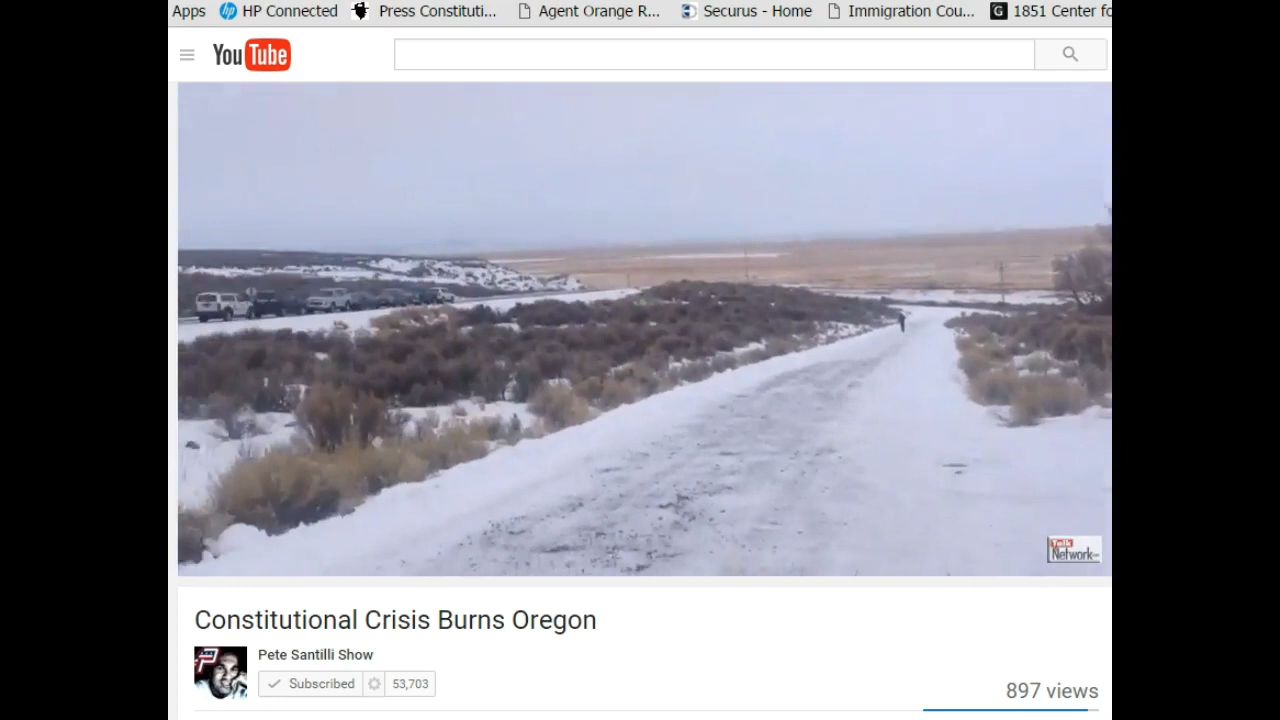 Apps HP Connected Press Constituti... Agent Orange R... Securus - Home Immigration Cou... 1851 Center fo
YouTube
Talk
Network
Constitutional Crisis Burns Oregon
Pete Santilli Show
Subscribed 53,703
897 views